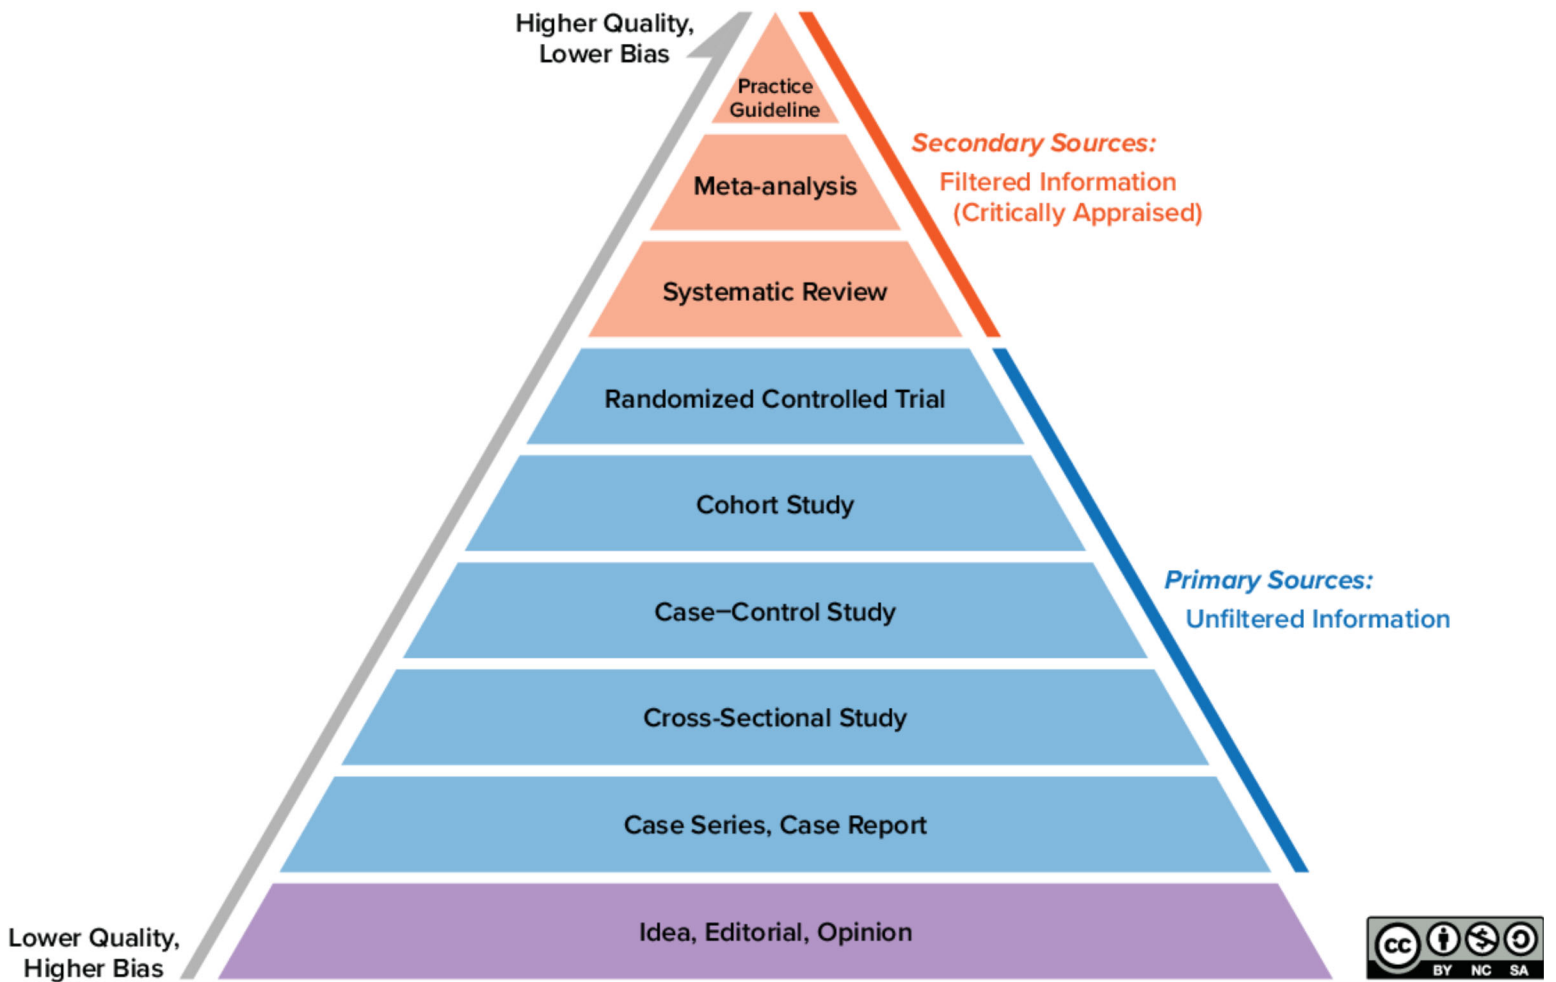 Higher Quality,
Lower Bias
Practice
Guideline
Secondary Sources:
Filtered Information
(Critically Appraised)
Meta-analysis
Systematic Review
Randomized Controlled Trial
Cohort Study
Primary Sources:
Unfiltered Information
Case–Control Study
Cross-Sectional Study
Case Series, Case Report
Idea, Editorial, Opinion
Lower Quality,
Higher Bias
cc
BY NC SA